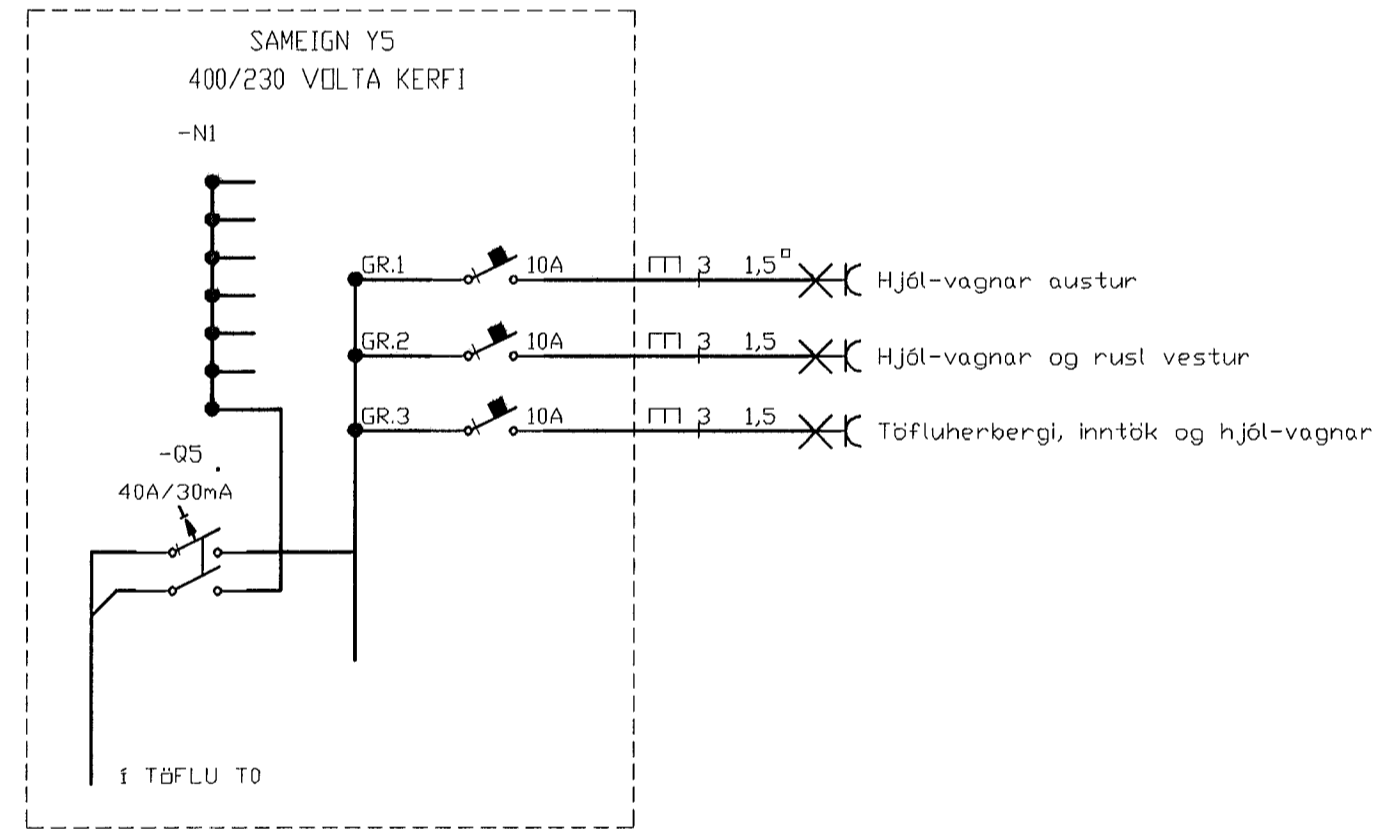 SAMEIGN Y5
400/230 VOLTA KERFI
-N1
GR.1 10A 3 1,5▫ Hjól-vagnar austur
GR.2 10A 3 1,5 Hjól-vagnar og rusl vestur
GR.3 10A 3 1,5 Töfluherbergi, inntök og hjól-vagnar
-Q5
40A/30mA
í TÖFLU T0